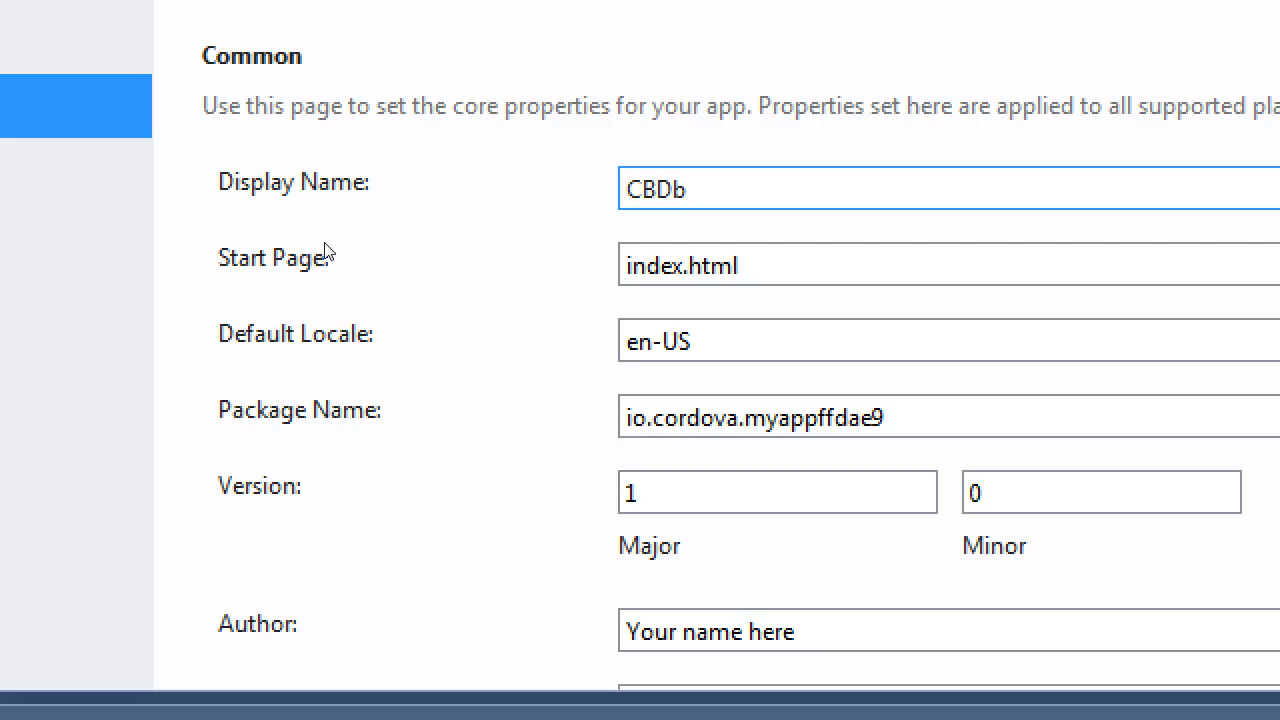 Common
Use this page to set the core properties for your app. Properties set here are applied to all supported
Display Name:
CBDb
Start Page:
index.html
Default Locale:
en-US
Package Name:
io.cordova.myappffdae9
Version:
1
0
Major
Minor
Author:
Your name here